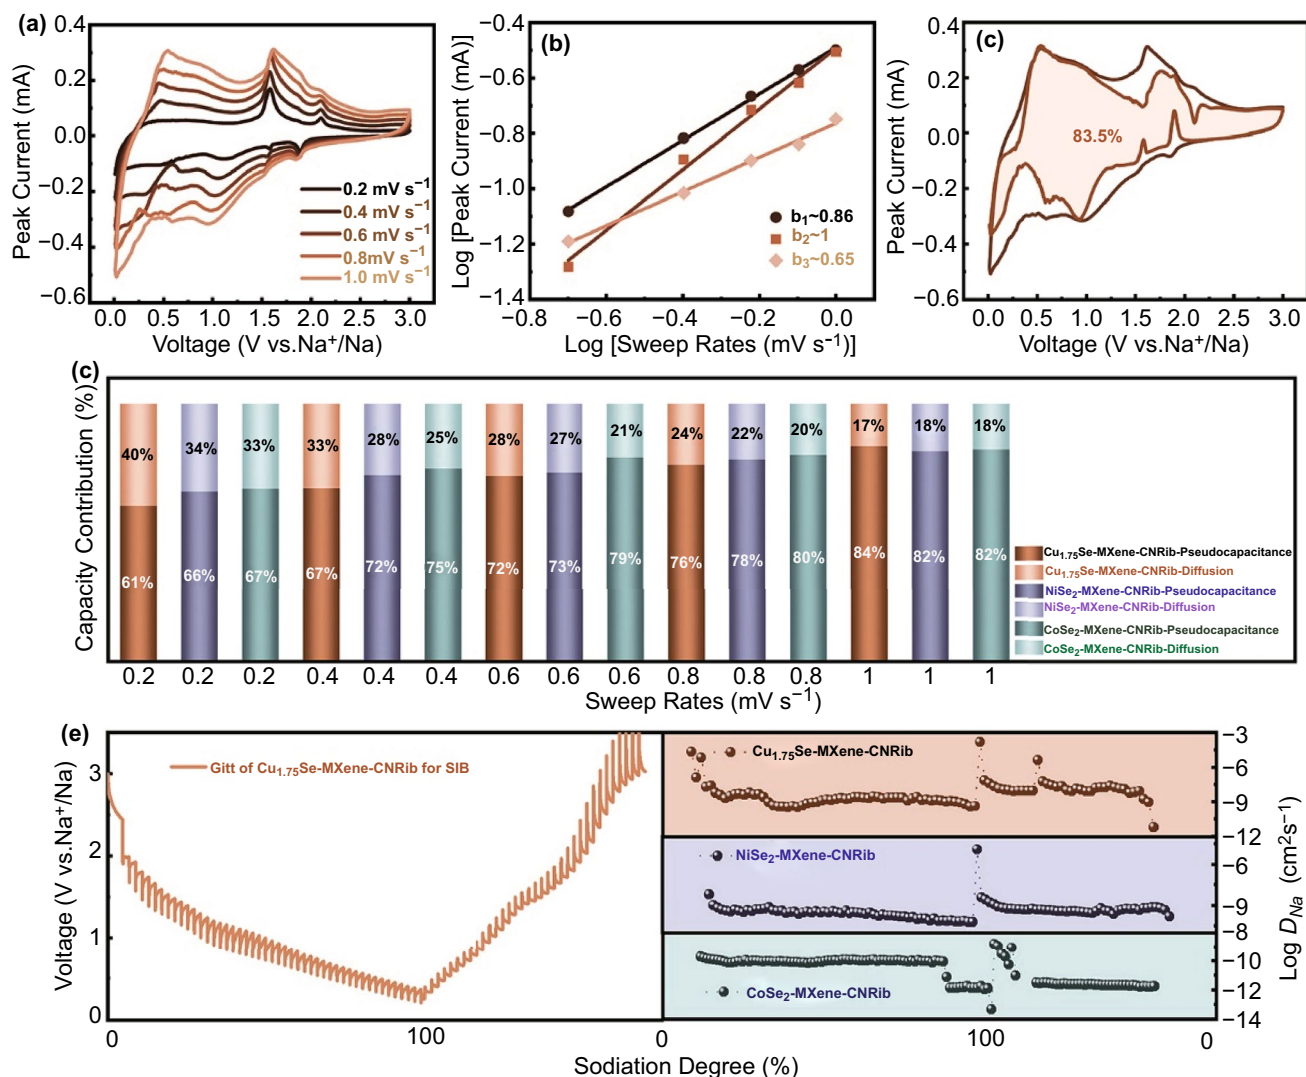 (a)
0.4
0.2
0.0
−0.2
−0.4
−0.6
Peak Current (mA)
0.2 mV s⁻¹
0.4 mV s⁻¹
0.6 mV s⁻¹
0.8mV s⁻¹
1.0 mV s⁻¹
0.0 0.5 1.0 1.5 2.0 2.5 3.0
Voltage (V vs.Na⁺/Na)
(b)
−0.4
−0.6
−0.8
−1.0
−1.2
−1.4
Log [Peak Current (mA)]
b₁~0.86
b₂~1
b₃~0.65
−0.8 −0.6 −0.4 −0.2 0.0
Log [Sweep Rates (mV s⁻¹)]
(c)
0.4
0.2
0.0
−0.2
−0.4
−0.6
Peak Current (mA)
83.5%
0.0 0.5 1.0 1.5 2.0 2.5 3.0
Voltage (V vs.Na⁺/Na)
(c)
Capacity Contribution (%)
40% 34% 33% 33% 28% 25% 28% 27% 21% 24% 22% 20% 17% 18% 18%
61% 66% 67% 67% 72% 75% 72% 73% 79% 76% 78% 80% 84% 82% 82%
Cu₁.₇₅Se-MXene-CNRib-Pseudocapacitance
Cu₁.₇₅Se-MXene-CNRib-Diffusion
NiSe₂-MXene-CNRib-Pseudocapacitance
NiSe₂-MXene-CNRib-Diffusion
CoSe₂-MXene-CNRib-Pseudocapacitance
CoSe₂-MXene-CNRib-Diffusion
0.2 0.2 0.2 0.4 0.4 0.4 0.6 0.6 0.6 0.8 0.8 0.8 1 1 1
Sweep Rates (mV s⁻¹)
(e)
3
2
1
0
Voltage (V vs.Na⁺/Na)
Gitt of Cu₁.₇₅Se-MXene-CNRib for SIB
Cu₁.₇₅Se-MXene-CNRib
NiSe₂-MXene-CNRib
CoSe₂-MXene-CNRib
−3
−6
−9
−12
−6
−9
−8
−8
−10
−12
−14
Log D_Na (cm²s⁻¹)
0 100 0 100 0
Sodiation Degree (%)